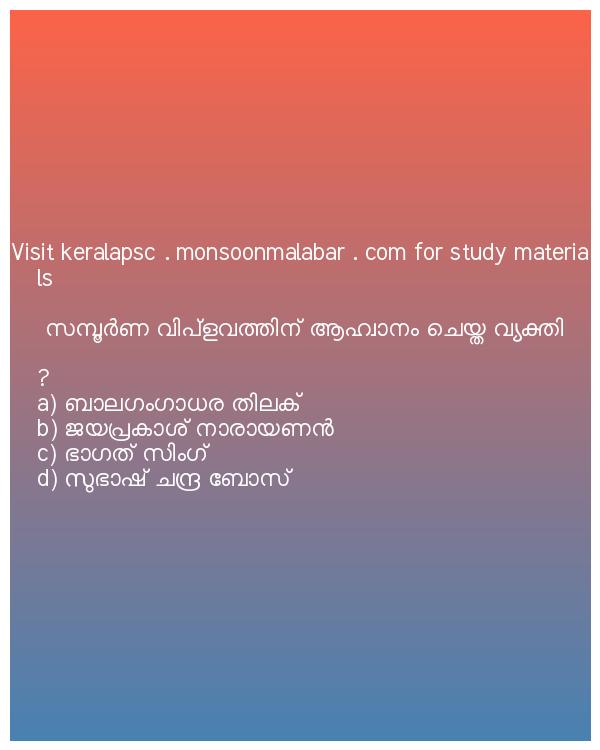 Visit keralapsc . monsoonmalabar . com for study materia
ls
സമ്പൂർണ വിപ്ളവത്തിന് ആഹ്വാനം ചെയ്ത വ്യക്തി
?
a) ബാലഗംഗാധര തിലക്
b) ജയപ്രകാശ് നാരായണൻ
c) ഭാഗത് സിംഗ്
d) സുഭാഷ് ചന്ദ്ര ബോസ്